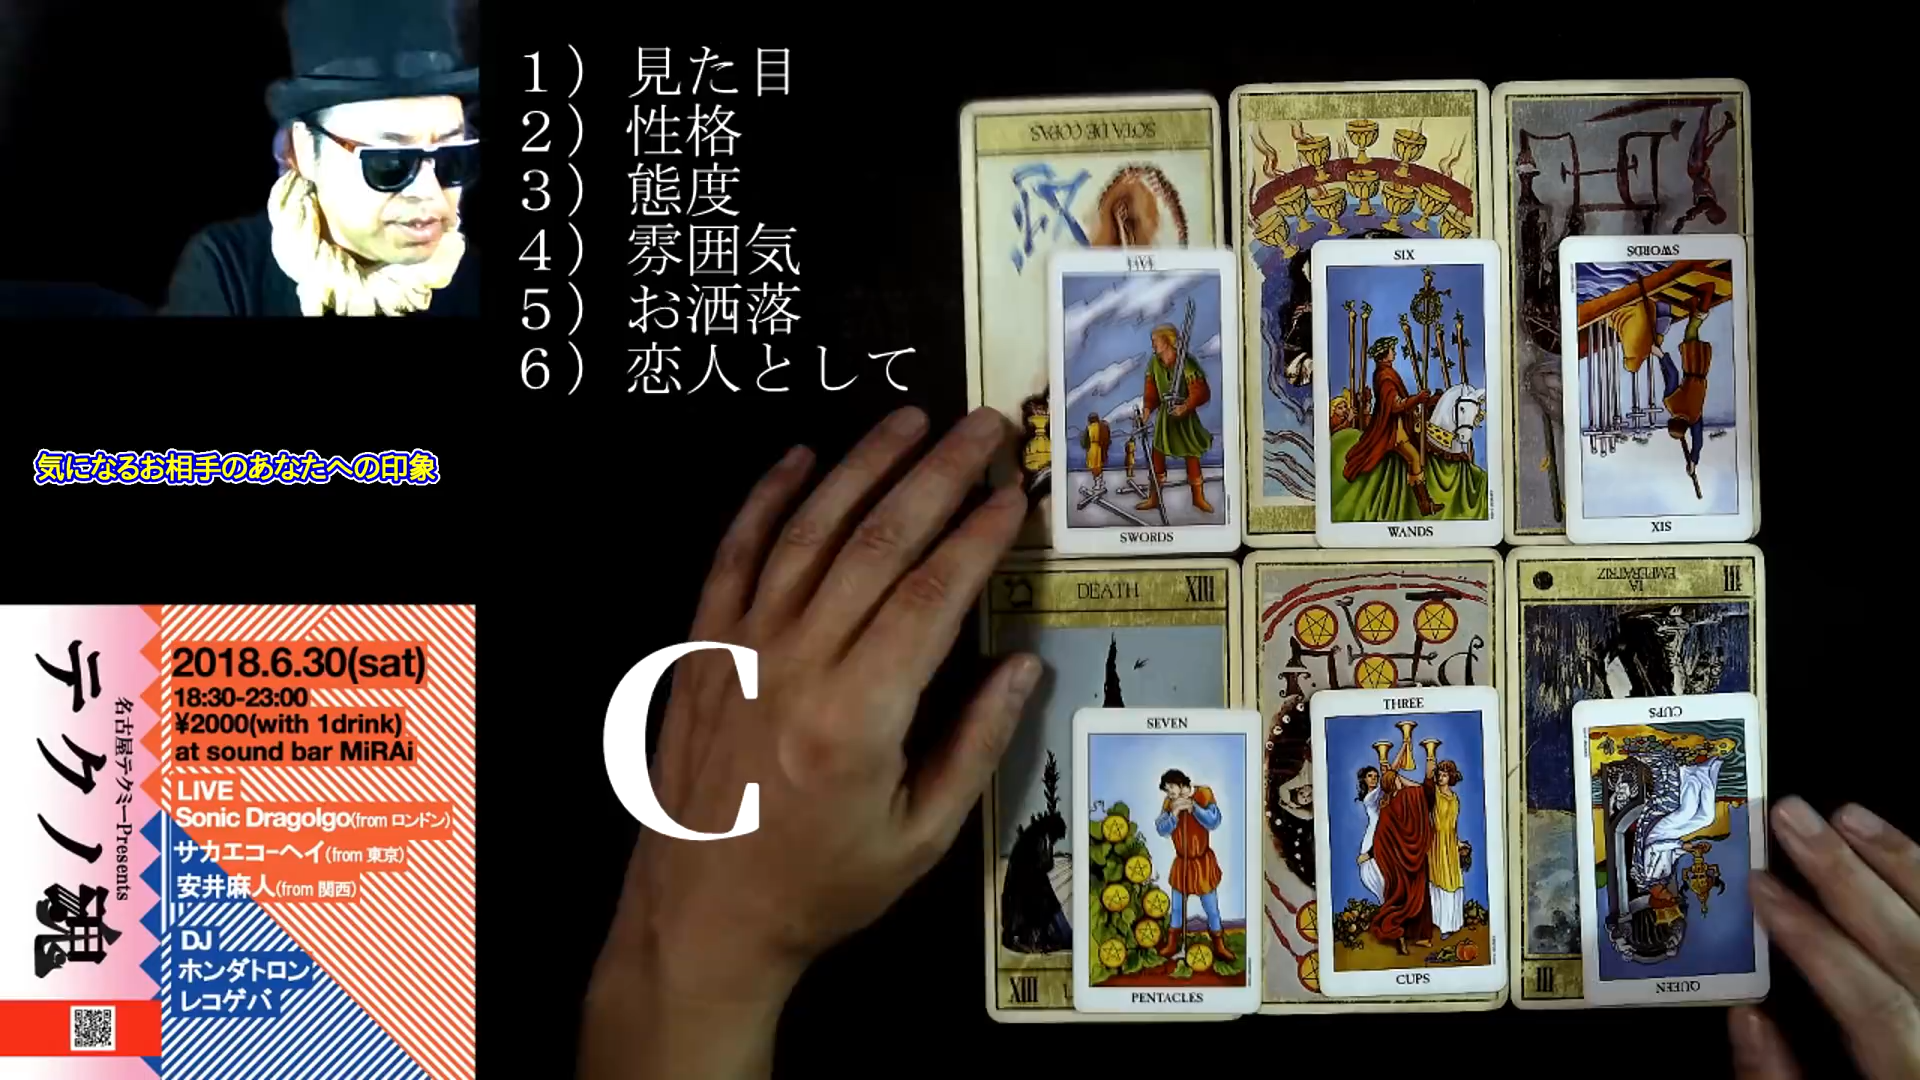 １） 見た目
２） 性格
３） 態度
４） 雰囲気
５） お洒落
６） 恋人として
気になるお相手のあなたへの印象
C
テクノ魂
名古屋テクミーPresents
2018.6.30(sat)
18:30-23:00
¥2000(with 1drink)
at sound bar MiRAi
LIVE
Sonic Dragolgo(from ロンドン)
サカエコーヘイ(from 東京)
安井麻人(from 関西)
DJ
ホンダトロン
レコゲバ
SOTA DE COPAS
FIVE
SWORDS
SIX
WANDS
SWORDS
SIX
DEATH XIII
XIII
SEVEN
PENTACLES
THREE
CUPS
LA EMPERATRIZ
III
III
CUPS
QUEEN